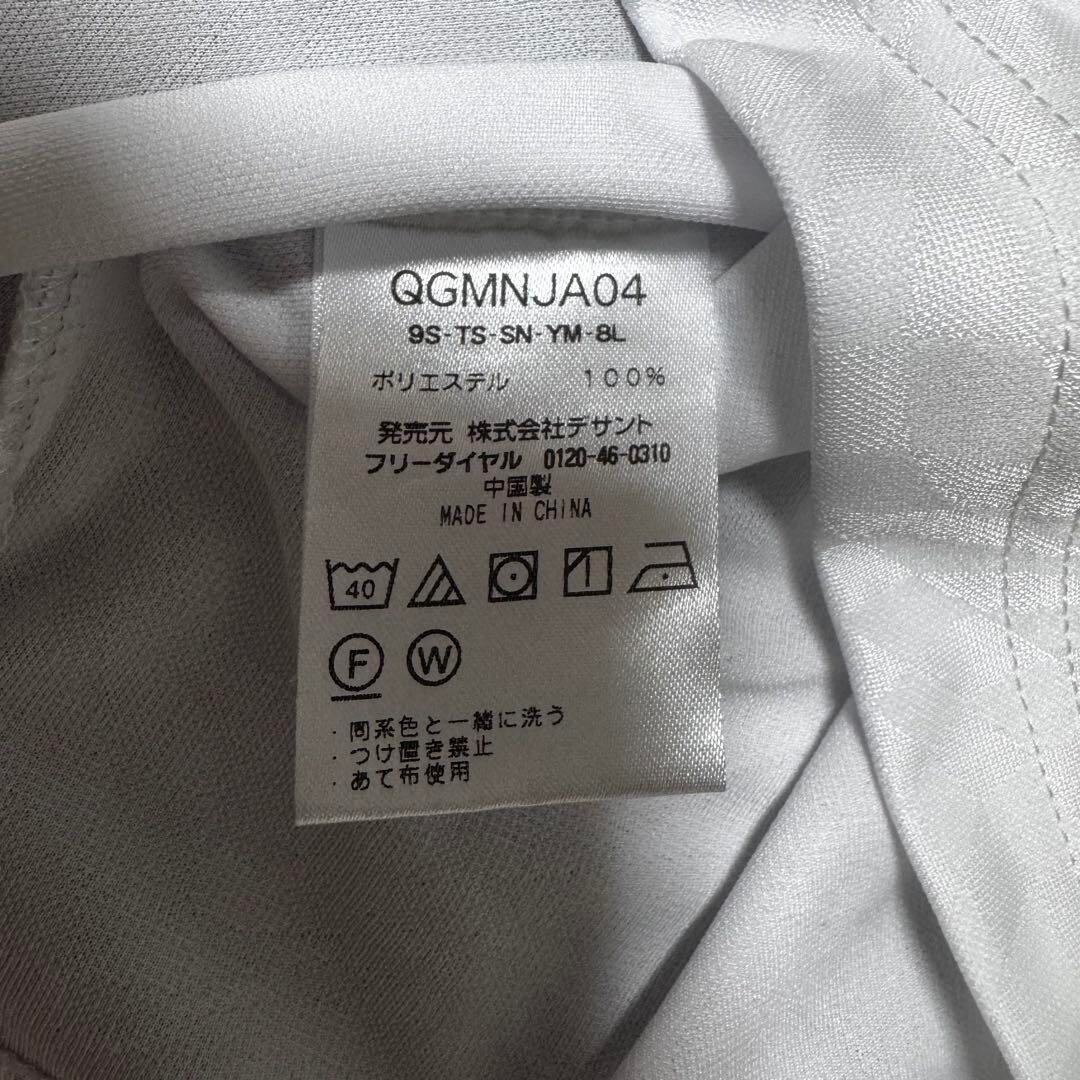 QGMNJA04
9S-TS-SN-YM-8L
ポリエステル 100%
発売元 株式会社デサント
フリーダイヤル 0120-46-0310
中国製
MADE IN CHINA
40
F W
・同系色と一緒に洗う
・つけ置き禁止
・あて布使用